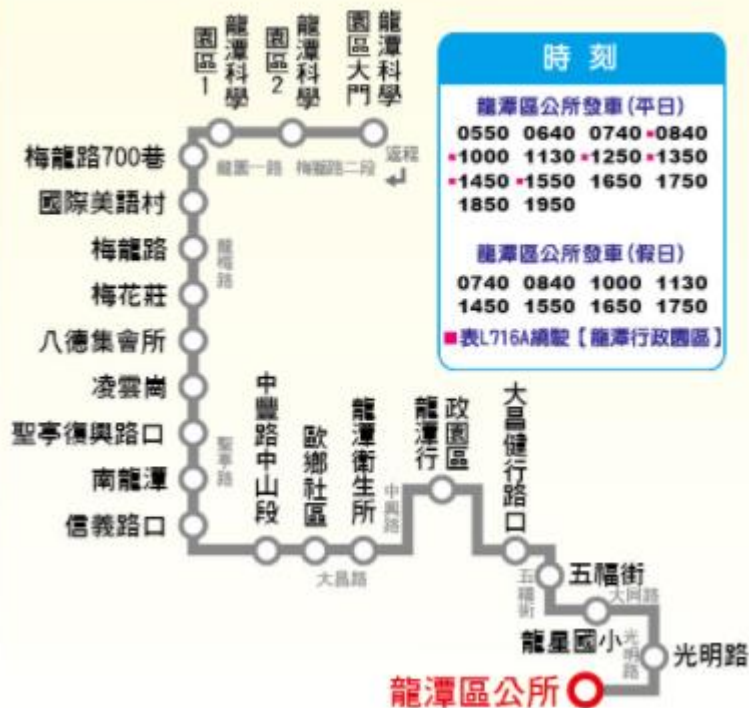 龍潭科學園區1
龍潭科學園區2
龍潭科學園區大門
龍園一路
梅龍路二段
返程
梅龍路700巷
國際美語村
梅龍路
梅花莊
八德集會所
凌雲崗
聖亭復興路口
南龍潭
信義路口
龍梅路
聖亭路
中豐路中山段
歐鄉社區
龍潭衛生所
大昌路
中興路
龍潭行政園區
大昌健行路口
五福街
五福街
龍星國小
大同路
光明路
光明路
龍潭區公所
時刻
龍潭區公所發車(平日)
0550 0640 0740 ▪0840
▪1000 1130 ▪1250 ▪1350
▪1450 ▪1550 1650 1750
1850 1950
龍潭區公所發車(假日)
0740 0840 1000 1130
1450 1550 1650 1750
■表L716A繞駛【龍潭行政園區】